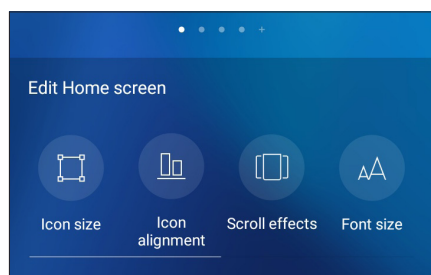 Edit Home screen
Icon size
Icon
alignment
Scroll effects
Font size